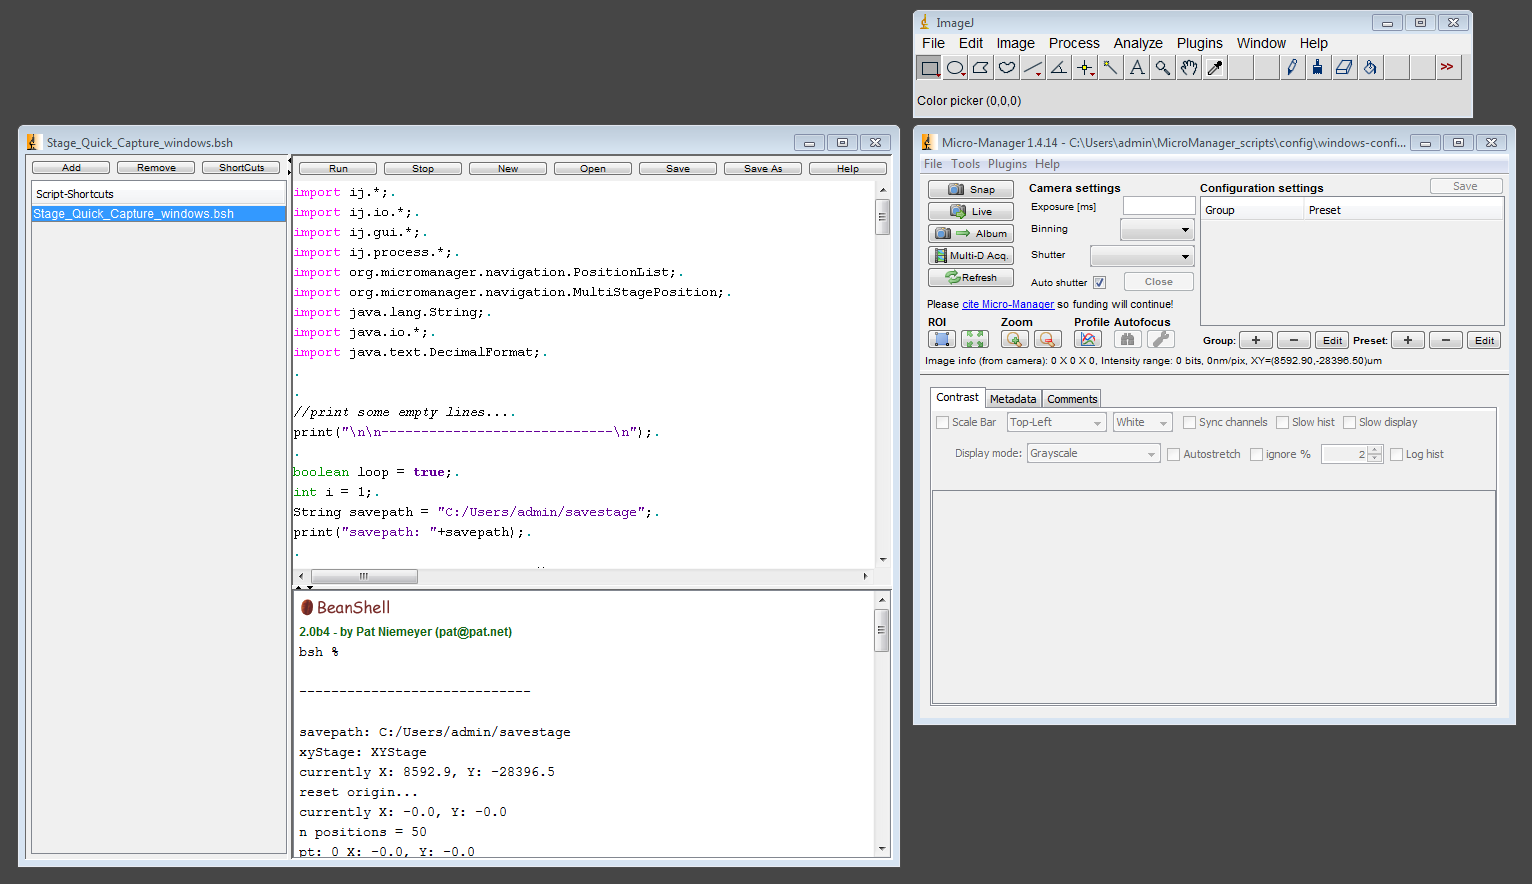 ImageJ
File Edit Image Process Analyze Plugins Window Help
A >>
Color picker (0,0,0)
Stage_Quick_Capture_windows.bsh
Add Remove ShortCuts
Script-Shortcuts
Stage_Quick_Capture_windows.bsh
Run Stop New Open Save Save As Help
import ij.*;.
import ij.io.*;.
import ij.gui.*;.
import ij.process.*;.
import org.micromanager.navigation.PositionList;.
import org.micromanager.navigation.MultiStagePosition;.
import java.lang.String;.
import java.io.*;.
import java.text.DecimalFormat;.
.
.
//print some empty lines....
print("\n\n-----------------------------\n");.
.
boolean loop = true;.
int i = 1;.
String savepath = "C:/Users/admin/savestage";.
print("savepath: "+savepath);.
.
BeanShell
2.0b4 - by Pat Niemeyer (pat@pat.net)
bsh %
-----------------------------
savepath: C:/Users/admin/savestage
xyStage: XYStage
currently X: 8592.9, Y: -28396.5
reset origin...
currently X: -0.0, Y: -0.0
n positions = 50
pt: 0 X: -0.0, Y: -0.0
Micro-Manager 1.4.14 - C:\Users\admin\MicroManager_scripts\config\windows-confi...
File Tools Plugins Help
Snap
Live
Album
Multi-D Acq.
Refresh
Camera settings
Exposure [ms]
Binning
Shutter
Auto shutter Close
Configuration settings Save
Group Preset
Please cite Micro-Manager so funding will continue!
ROI Zoom Profile Autofocus
Group: + - Edit Preset: + - Edit
Image info (from camera): 0 X 0 X 0, Intensity range: 0 bits, 0nm/pix, XY=(8592.90,-28396.50)um
Contrast Metadata Comments
Scale Bar Top-Left White Sync channels Slow hist Slow display
Display mode: Grayscale Autostretch ignore % 2 Log hist